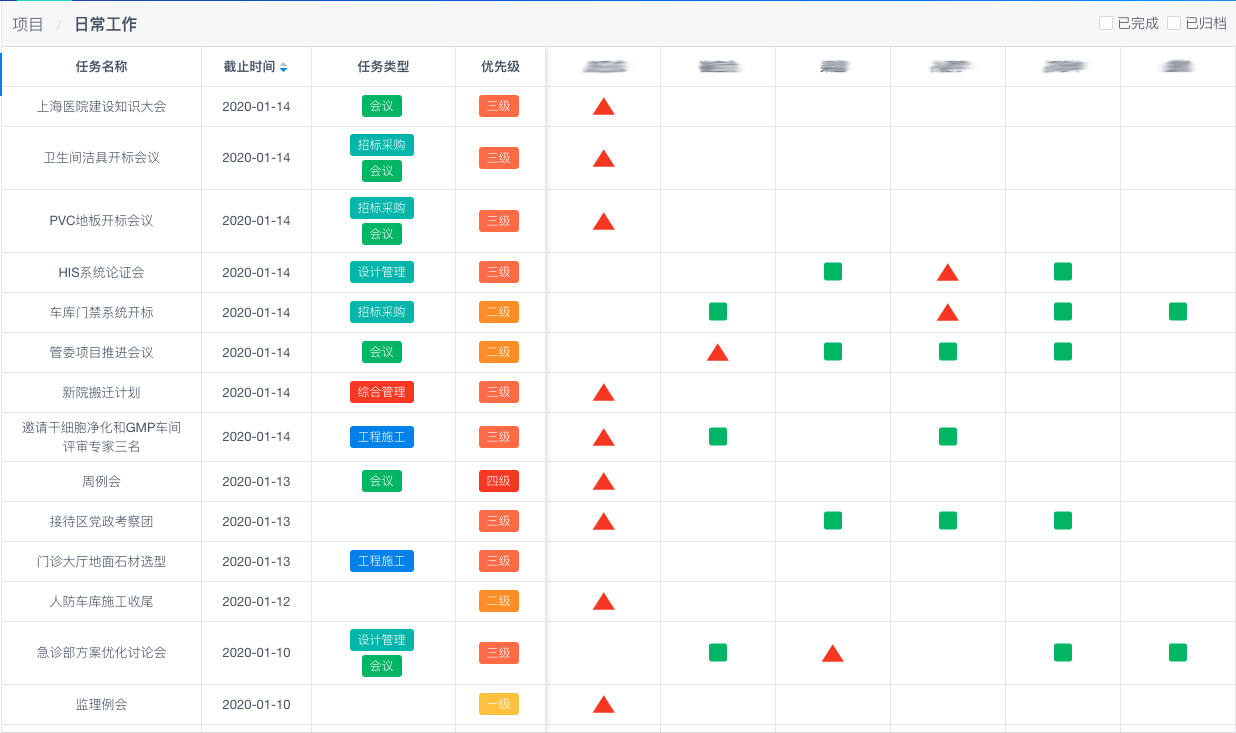 项目 / 日常工作
已完成 已归档
任务名称 截止时间 任务类型 优先级
上海医院建设知识大会 2020-01-14 会议 三级
卫生间洁具开标会议 2020-01-14 招标采购 会议 三级
PVC地板开标会议 2020-01-14 招标采购 会议 三级
HIS系统论证会 2020-01-14 设计管理 三级
车库门禁系统开标 2020-01-14 招标采购 二级
管委项目推进会议 2020-01-14 会议 二级
新院搬迁计划 2020-01-14 综合管理 三级
邀请干细胞净化和GMP车间
评审专家三名 2020-01-14 工程施工 三级
周例会 2020-01-13 会议 四级
接待区党政考察团 2020-01-13 三级
门诊大厅地面石材选型 2020-01-13 工程施工 三级
人防车库施工收尾 2020-01-12 二级
急诊部方案优化讨论会 2020-01-10 设计管理 会议 三级
监理例会 2020-01-10 一级